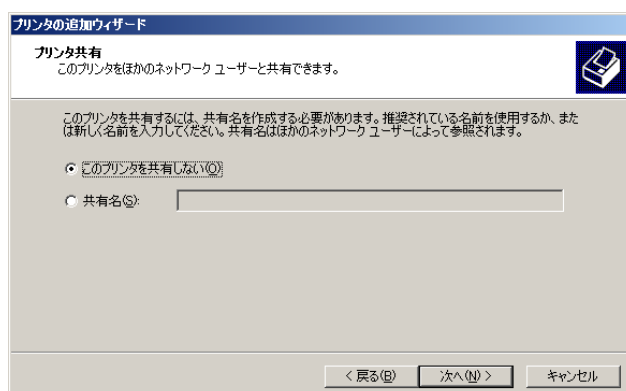 プリンタの追加ウィザード
プリンタ共有
このプリンタをほかのネットワーク ユーザーと共有できます。
このプリンタを共有するには、共有名を作成する必要があります。推奨されている名前を使用するか、また
は新しく名前を入力してください。共有名はほかのネットワーク ユーザーによって参照されます。
このプリンタを共有しない(O)
共有名(S):
< 戻る(B) 次へ(N) > キャンセル